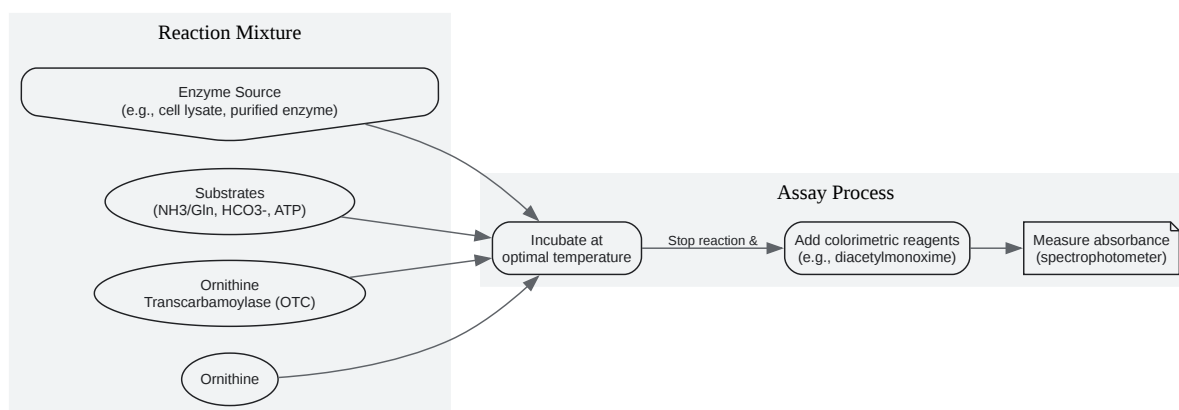 Reaction Mixture
Enzyme Source
(e.g., cell lysate, purified enzyme)
Substrates
(NH3/Gln, HCO3-, ATP)
Ornithine
Transcarbamoylase (OTC)
Ornithine
Assay Process
Incubate at
optimal temperature
Stop reaction &
Add colorimetric reagents
(e.g., diacetylmonoxime)
Measure absorbance
(spectrophotometer)